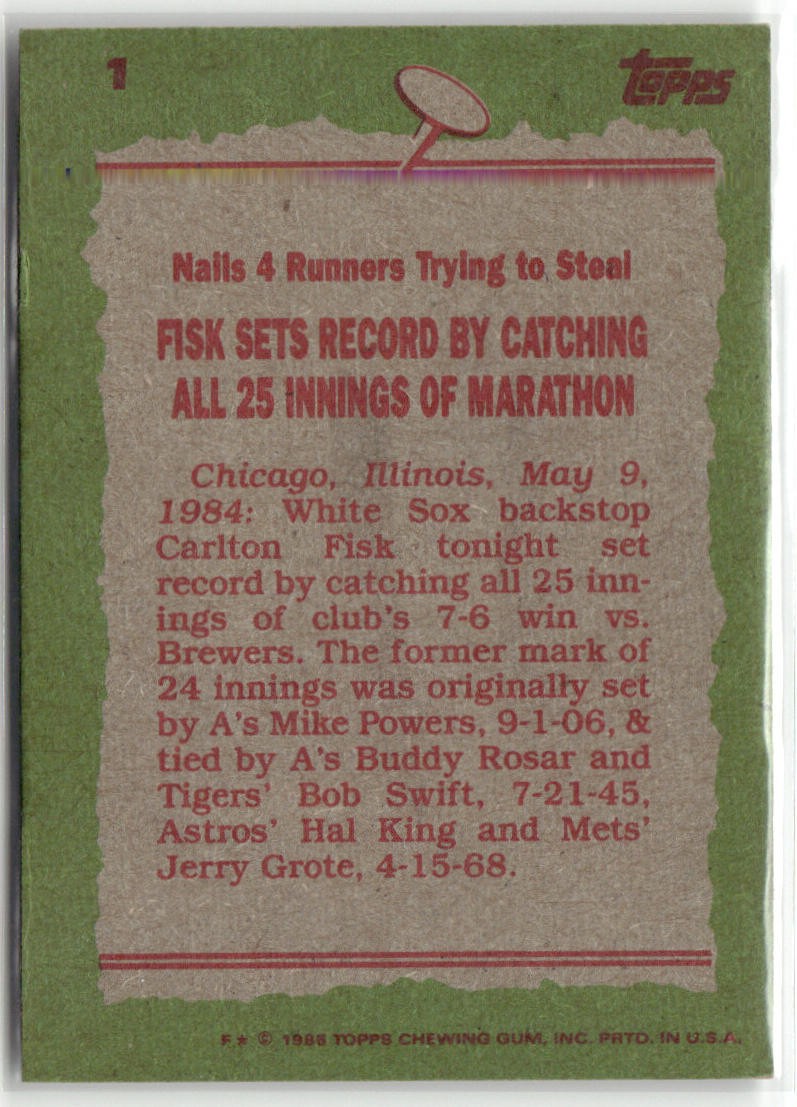 1
TOPPS
Nails 4 Runners Trying to Steal
FISK SETS RECORD BY CATCHING
ALL 25 INNINGS OF MARATHON
Chicago, Illinois, May 9,
1984: White Sox backstop
Carlton Fisk tonight set
record by catching all 25 inn-
ings of club's 7-6 win vs.
Brewers. The former mark of
24 innings was originally set
by A's Mike Powers, 9-1-06, &
tied by A's Buddy Rosar and
Tigers' Bob Swift, 7-21-45,
Astros' Hal King and Mets'
Jerry Grote, 4-15-68.
F* © 1985 TOPPS CHEWING GUM, INC. PRTD. IN U.S.A.